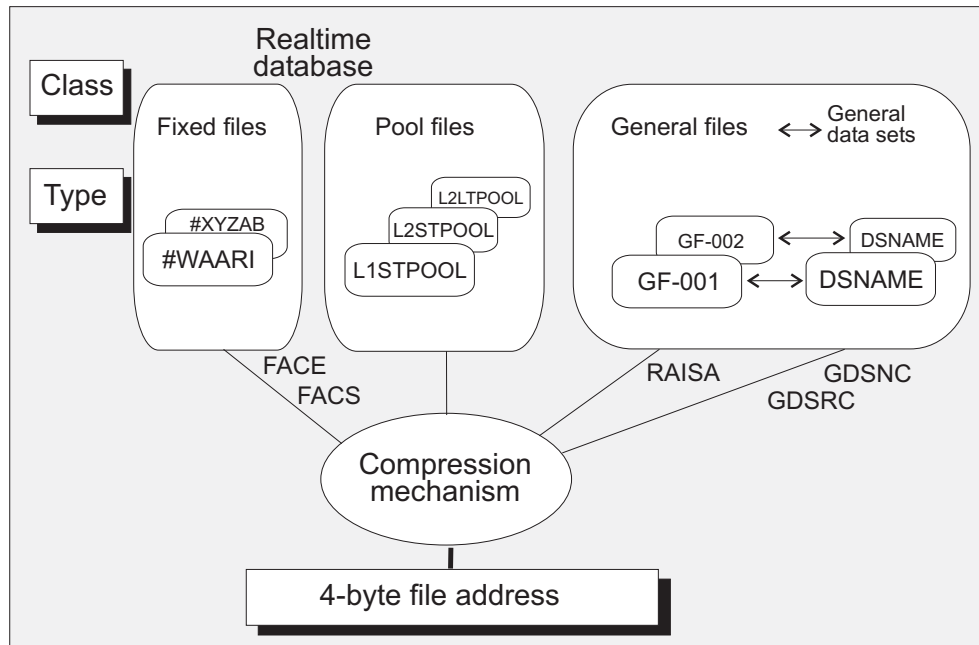 Realtime
database
Class
Fixed files
Pool files
General files
General
data sets
Type
#XYZAB
#WAARI
L2LTPOOL
L2STPOOL
L1STPOOL
GF-002
DSNAME
GF-001
DSNAME
FACE
FACS
RAISA
GDSNC
GDSRC
Compression
mechanism
4-byte file address